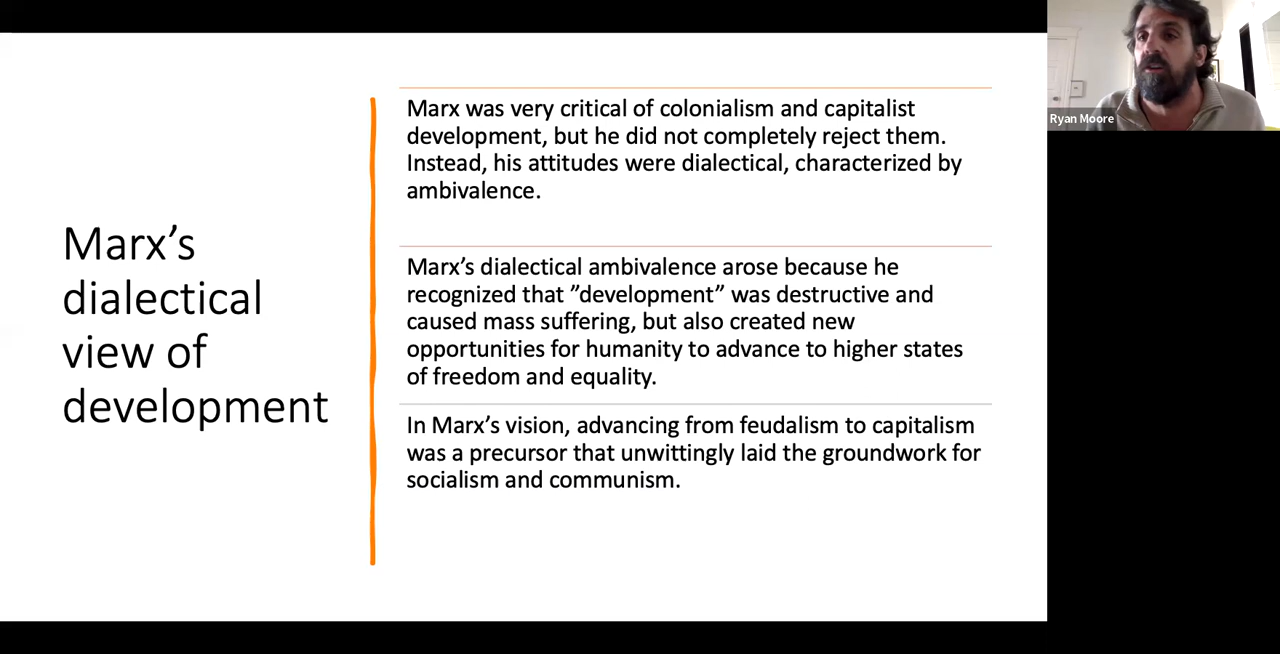 Marx’s
dialectical
view of
development
Marx was very critical of colonialism and capitalist
development, but he did not completely reject them.
Instead, his attitudes were dialectical, characterized by
ambivalence.
Marx’s dialectical ambivalence arose because he
recognized that ”development” was destructive and
caused mass suffering, but also created new
opportunities for humanity to advance to higher states
of freedom and equality.
In Marx’s vision, advancing from feudalism to capitalism
was a precursor that unwittingly laid the groundwork for
socialism and communism.
Ryan Moore